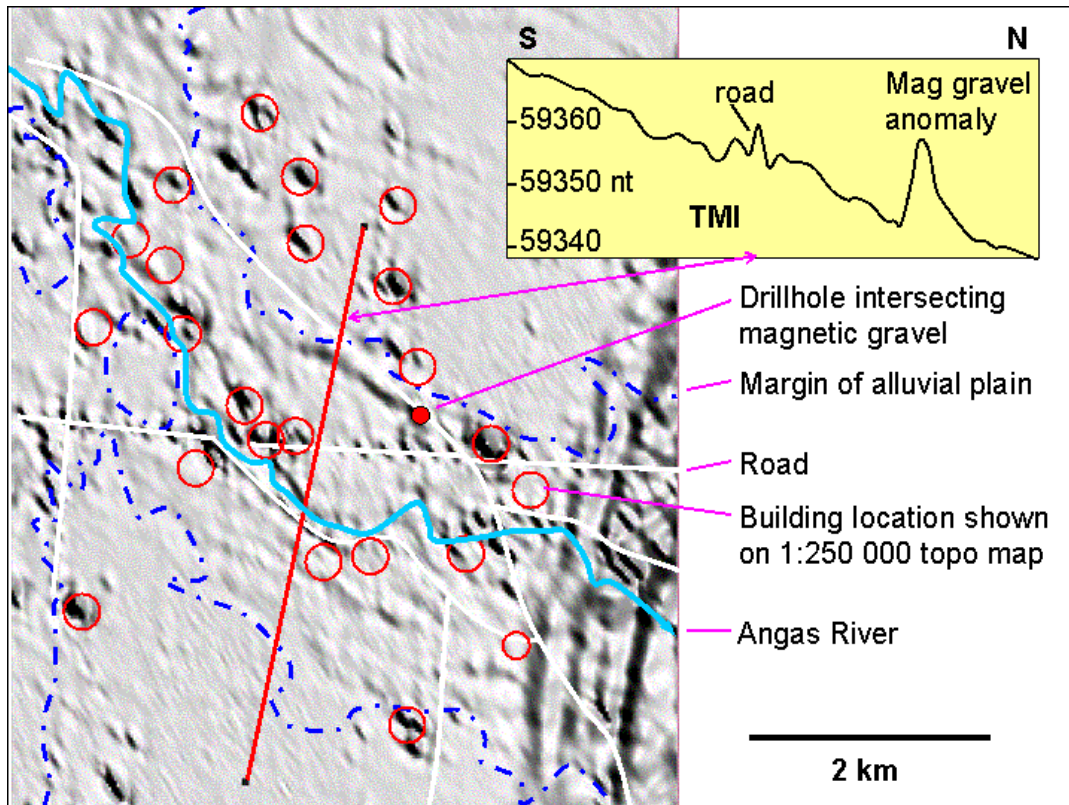 S N
road
Mag gravel
anomaly
59360
59350 nt
TMI
59340
Drillhole intersecting
magnetic gravel
Margin of alluvial plain
Road
Building location shown
on 1:250 000 topo map
Angas River
2 km